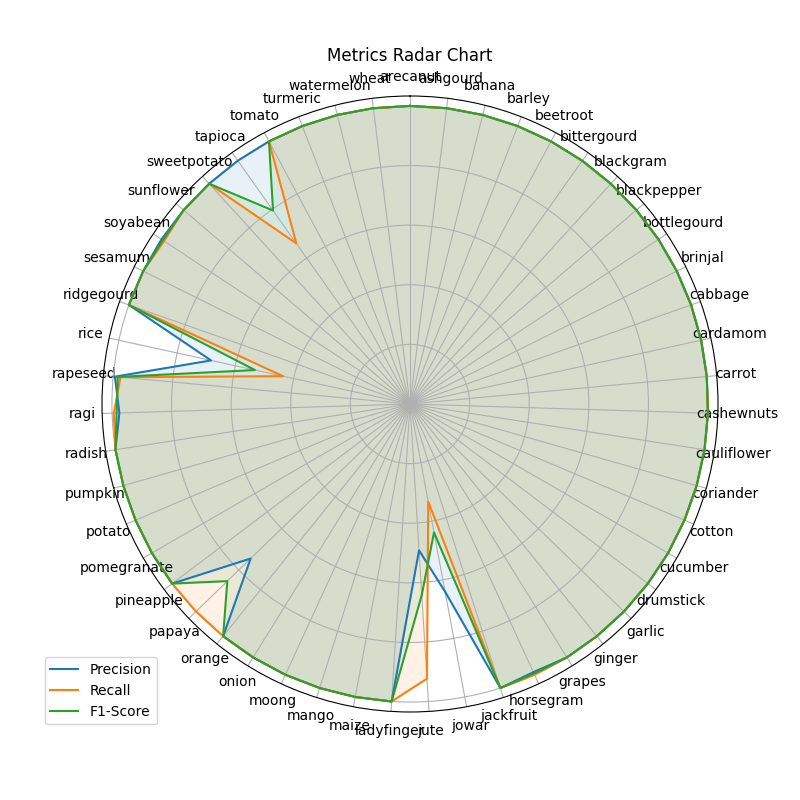 Metrics Radar Chart
arecanut
ashgourd
banana
barley
beetroot
bittergourd
blackgram
blackpepper
bottlegourd
brinjal
cabbage
cardamom
carrot
cashewnuts
cauliflower
coriander
cotton
cucumber
drumstick
garlic
ginger
grapes
horsegram
jackfruit
jowar
jute
ladyfinger
maize
mango
moong
onion
orange
papaya
pineapple
pomegranate
potato
pumpkin
radish
ragi
rapeseed
rice
ridgegourd
sesamum
soyabean
sunflower
sweetpotato
tapioca
tomato
turmeric
watermelon
wheat
Precision
Recall
F1-Score